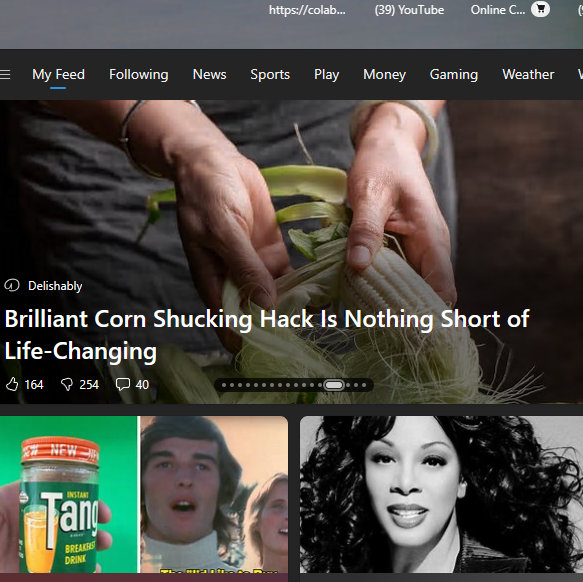 https://colab...
(39) YouTube
Online C...
My Feed
Following
News
Sports
Play
Money
Gaming
Weather
Delishably
Brilliant Corn Shucking Hack Is Nothing Short of
Life-Changing
164
254
40
NEW
INSTANT
Tang
BREAKFAST
DRINK